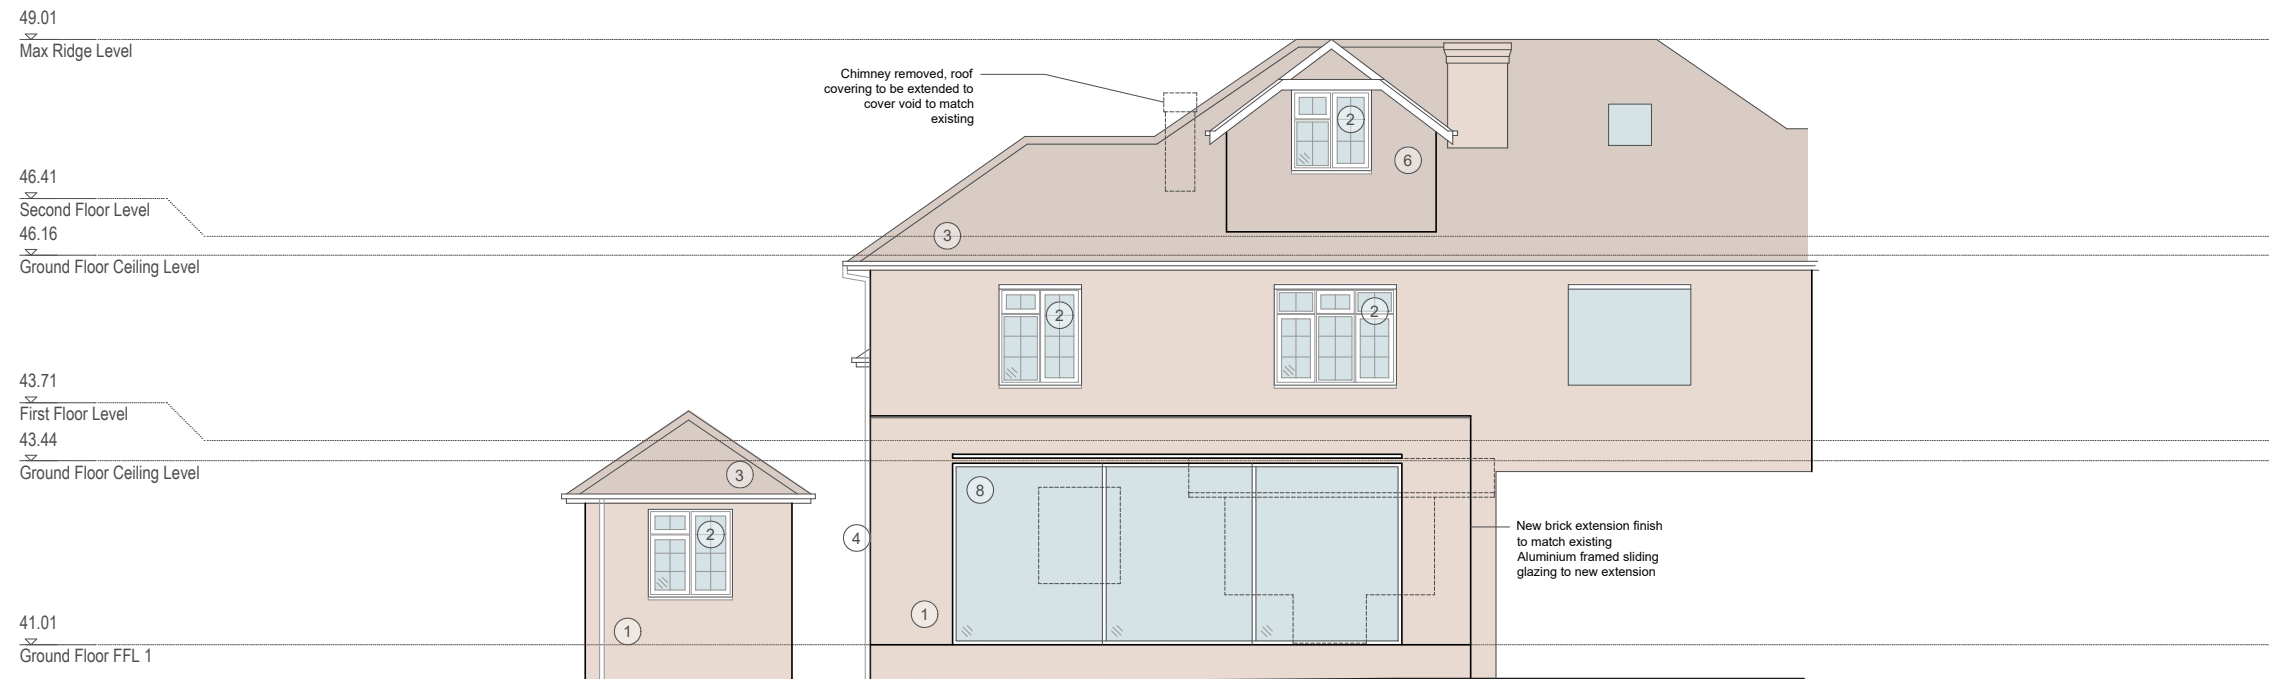 49.01
Max Ridge Level
Chimney removed, roof
covering to be extended to
cover void to match
existing
2
6
46.41
Second Floor Level
46.16
Ground Floor Ceiling Level
3
2
2
43.71
First Floor Level
43.44
Ground Floor Ceiling Level
3
8
2
4
New brick extension finish
to match existing
Aluminium framed sliding
glazing to new extension
1
1
41.01
Ground Floor FFL 1